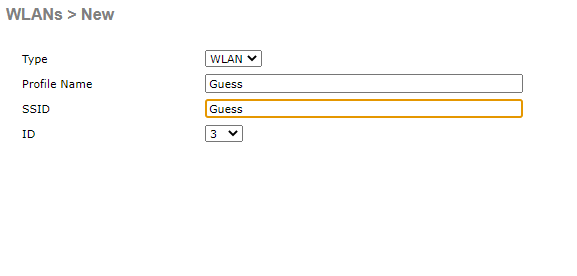 WLANs > New
Type WLAN
Profile Name Guess
SSID Guess
ID 3